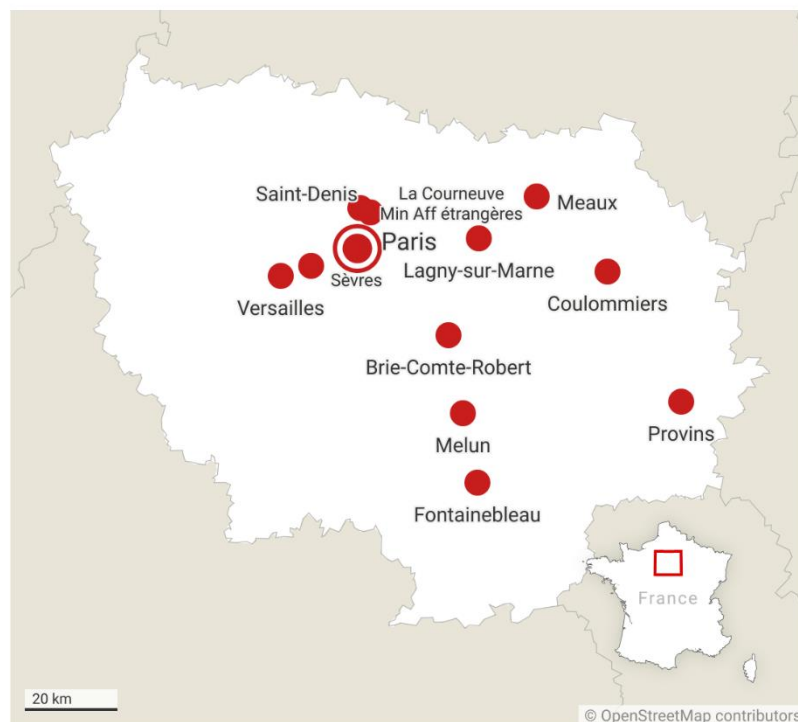 La Courneuve
Saint-Denis
Min Aff étrangères
Meaux
Paris
Lagny-sur-Marne
Sèvres
Versailles
Coulommiers
Brie-Comte-Robert
Provins
Melun
Fontainebleau
France
20 km
© OpenStreetMap contributors